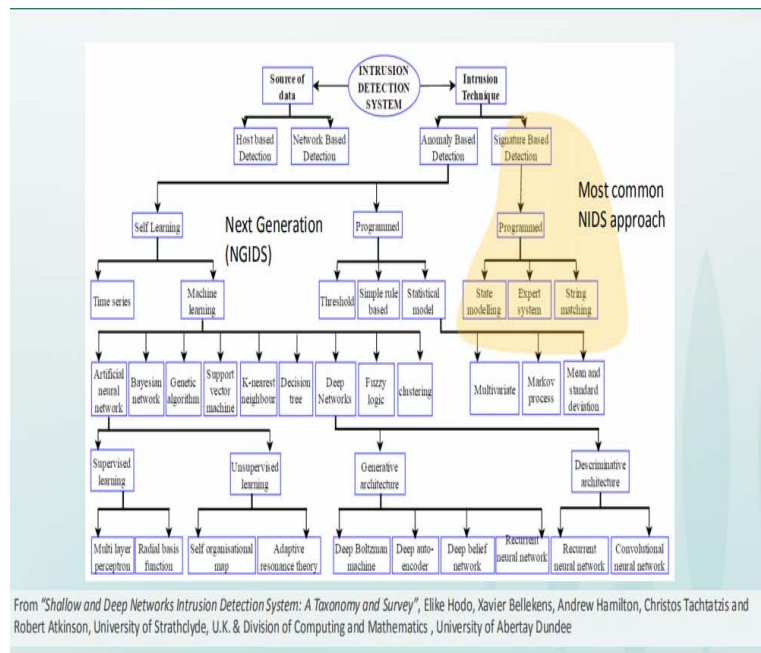 INTRUSION
DETECTION
SYSTEM
Source of
data
Intrusion
Technique
Host based
Detection
Network Based
Detection
Anomaly Based
Detection
Signature Based
Detection
Most common
NIDS approach
Self Learning
Next Generation
(NGIDS)
Programmed
Programmed
Time series
Machine
learning
Threshold
Simple rule
based
Statistical
model
State
modelling
Expert
system
String
matching
Artificial
neural
network
Bayesian
network
Genetic
algorithm
Support
vector
machine
K-nearest
neighbour
Decision
tree
Deep
Networks
Fuzzy
logic
clustering
Multivariate
Markov
process
Mean and
standard
deviation
Supervised
learning
Unsupervised
learning
Generative
architecture
Descriminative
architecture
Multi layer
perceptron
Radial basis
function
Self organisational
map
Adaptive
resonance theory
Deep Boltzman
machine
Deep auto-
encoder
Deep belief
network
Recurrent
neural network
Recurrent
neural network
Convolutional
neural network
From "Shallow and Deep Networks Intrusion Detection System: A Taxonomy and Survey", Elike Hodo, Xavier Bellekens, Andrew Hamilton, Christos Tachtatzis and
Robert Atkinson, University of Strathclyde, U.K. & Division of Computing and Mathematics , University of Abertay Dundee